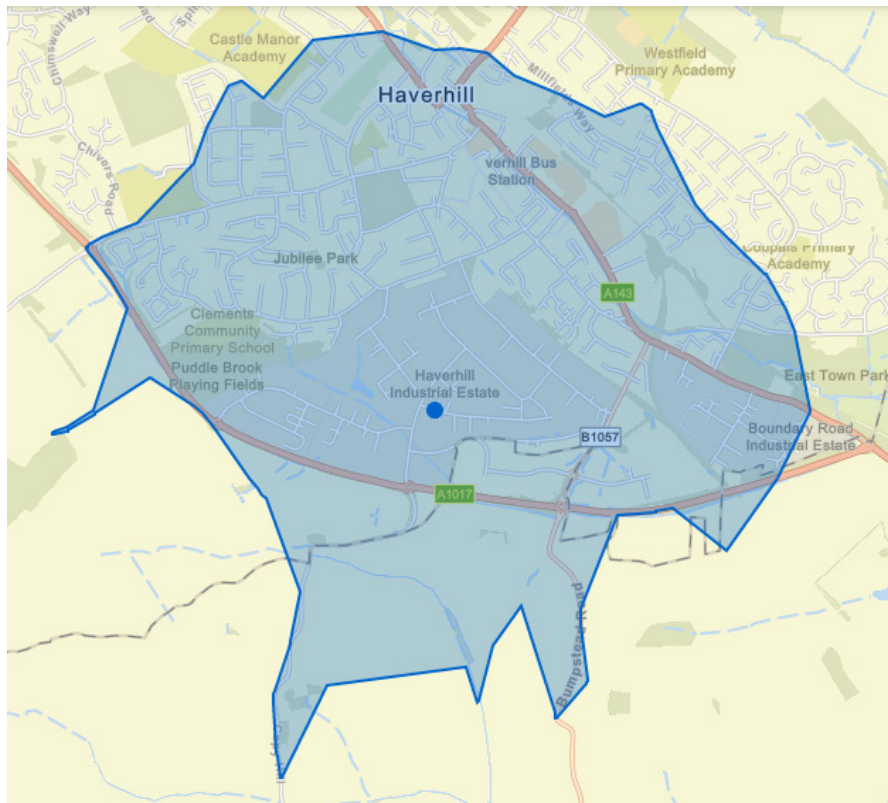 Chimswell Way
Castle Manor
Academy
Westfield
Primary Academy
Millfields Way
Haverhill
Chivers Road
verhill Bus
Station
Coupals Primary
Academy
Jubilee Park
A143
Clements
Community
Primary School
Puddle Brook
Playing Fields
Haverhill
Industrial Estate
East Town Park
B1057
Boundary Road
Industrial Estate
A1017
Bumpstead Road